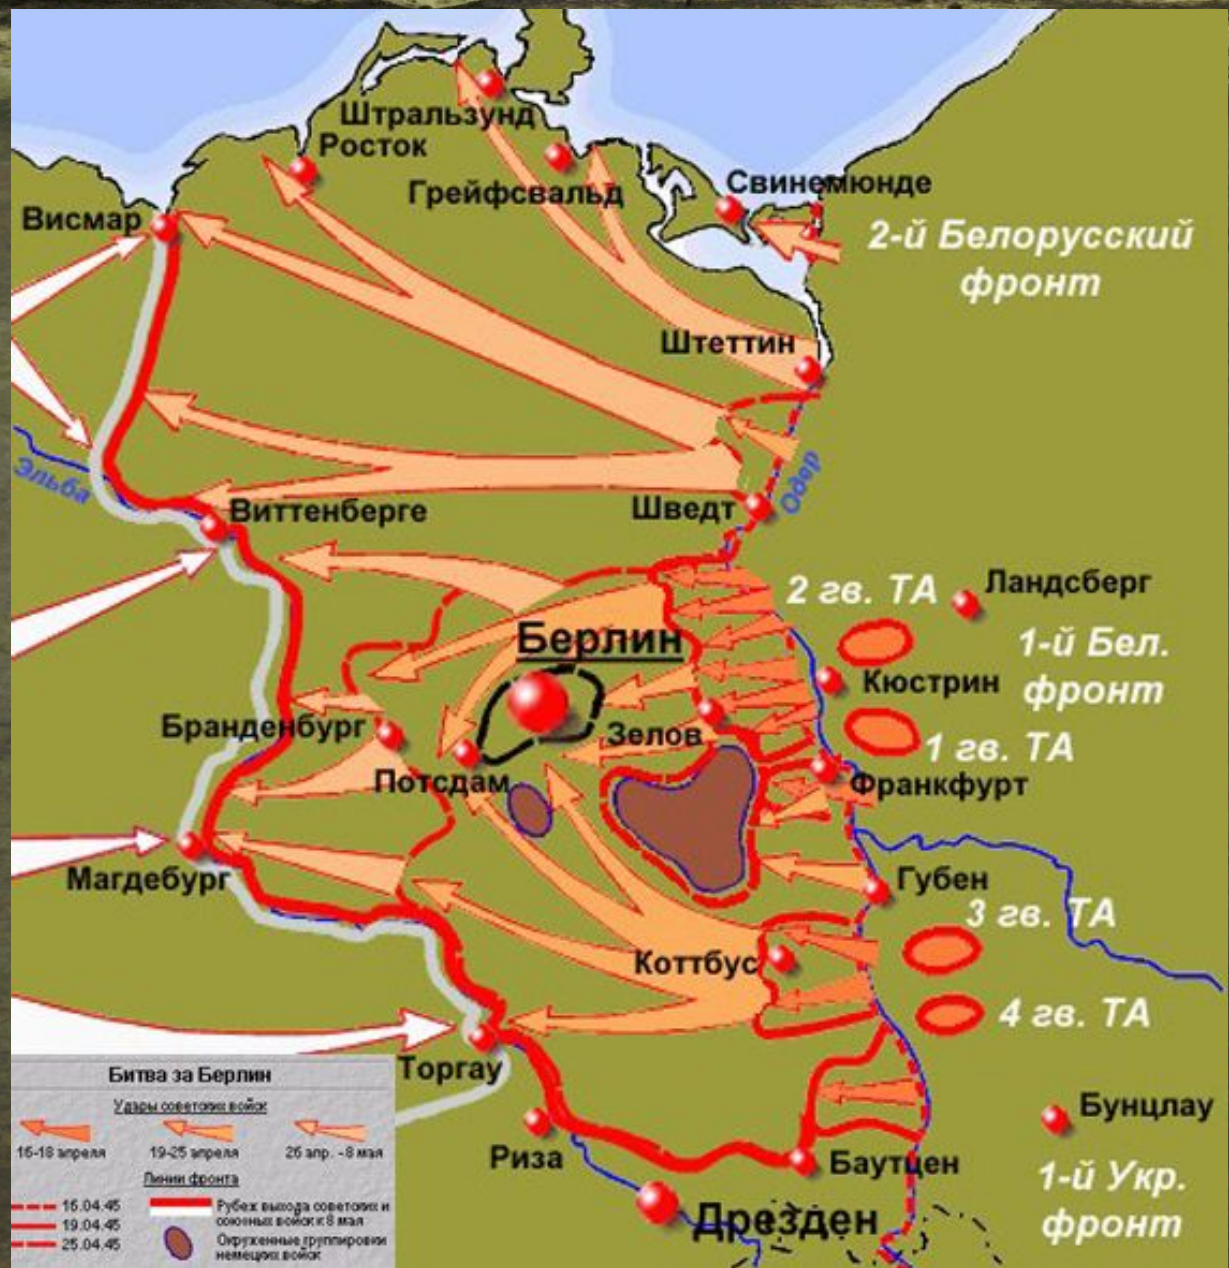 Штральзунд
Росток
Грейфсвальд
Свинемюнде
Висмар
2-й Белорусский
фронт
Штеттин
Эльба
Одер
Виттенберге
Шведт
2 гв. ТА
Ландсберг
Берлин
1-й Бел.
фронт
Кюстрин
Бранденбург
Зелов
1 гв. ТА
Потсдам
Франкфурт
Магдебург
Губен
3 гв. ТА
Коттбус
4 гв. ТА
Торгау
Бунцлау
Риза
Баутцен
1-й Укр.
фронт
Дрезден
Битва за Берлин
Удары советских войск
16-18 апреля
19-25 апреля
26 апр. - 8 мая
Линии фронта
16.04.45
19.04.45
25.04.45
Рубеж выхода советских и
союзных войск к 8 мая
Окруженные группировки
немецких войск